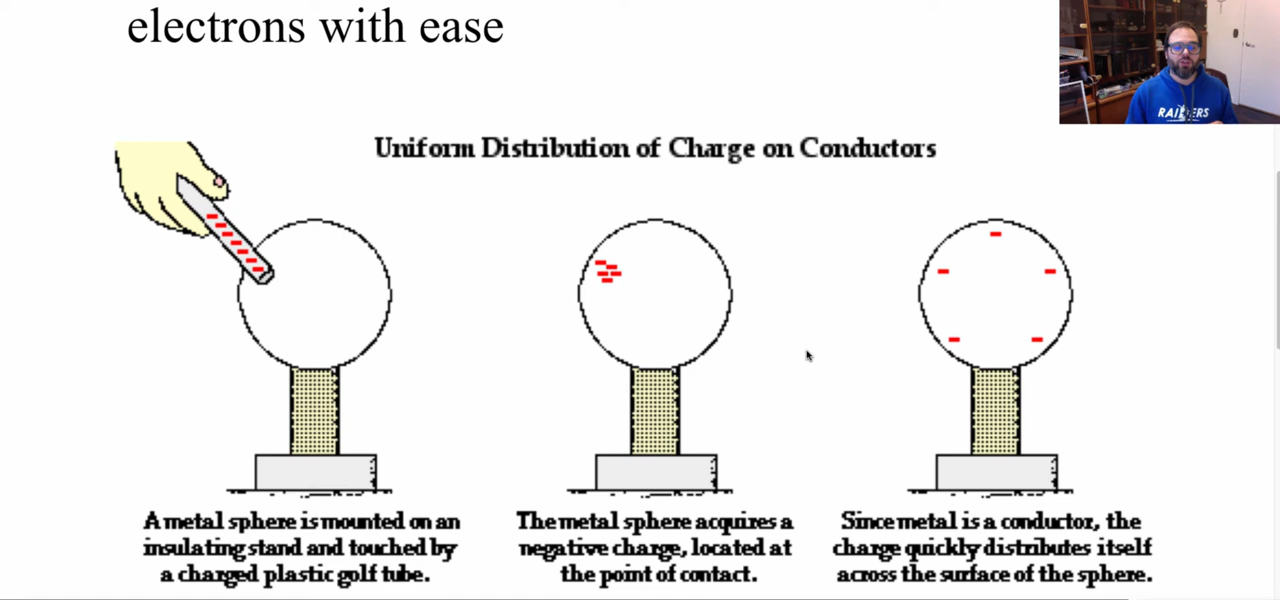 electrons with ease
RAIDERS
Uniform Distribution of Charge on Conductors
A metal sphere is mounted on an
insulating stand and touched by
a charged plastic golf tube.
The metal sphere acquires a
negative charge, located at
the point of contact.
Since metal is a conductor, the
charge quickly distributes itself
across the surface of the sphere.